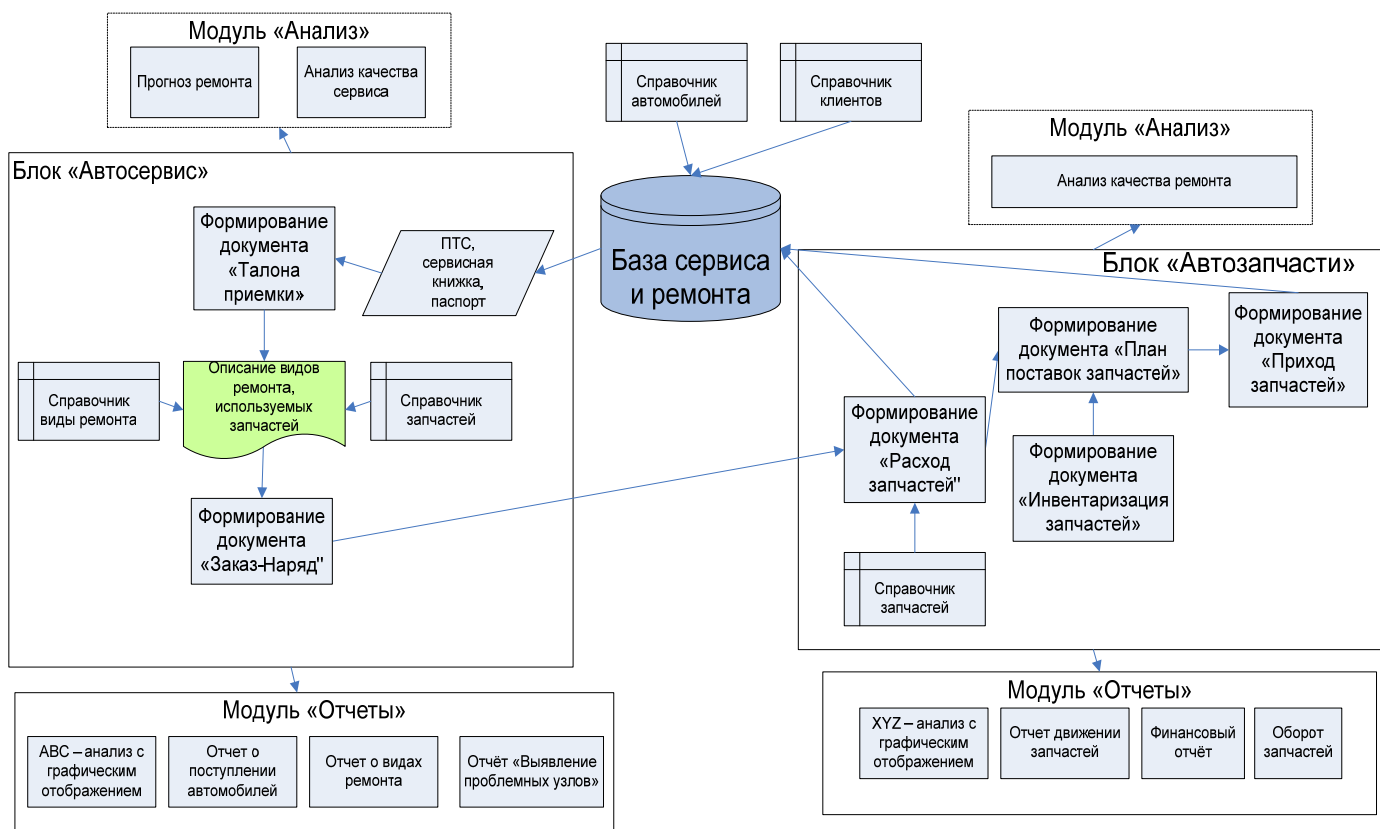 Модуль «Анализ»
Прогноз ремонта
Анализ качества
сервиса
Справочник
автомобилей
Справочник
клиентов
Модуль «Анализ»
Анализ качества ремонта
Блок «Автосервис»
Формирование
документа
«Талона
приемки»
ПТС,
сервисная
книжка,
паспорт
База сервиса
и ремонта
Блок «Автозапчасти»
Формирование
документа «План
поставок запчастей»
Формирование
документа
«Приход
запчастей»
Справочник
виды ремонта
Описание видов
ремонта,
используемых
запчастей
Справочник
запчастей
Формирование
документа
«Расход
запчастей"
Формирование
документа
«Инвентаризация
запчастей»
Формирование
документа
«Заказ-Наряд"
Справочник
запчастей
Модуль «Отчеты»
ABC – анализ с
графическим
отображением
Отчет о
поступлении
автомобилей
Отчет о видах
ремонта
Отчёт «Выявление
проблемных узлов»
Модуль «Отчеты»
XYZ – анализ с
графическим
отображением
Отчет движении
запчастей
Финансовый
отчёт
Оборот
запчастей